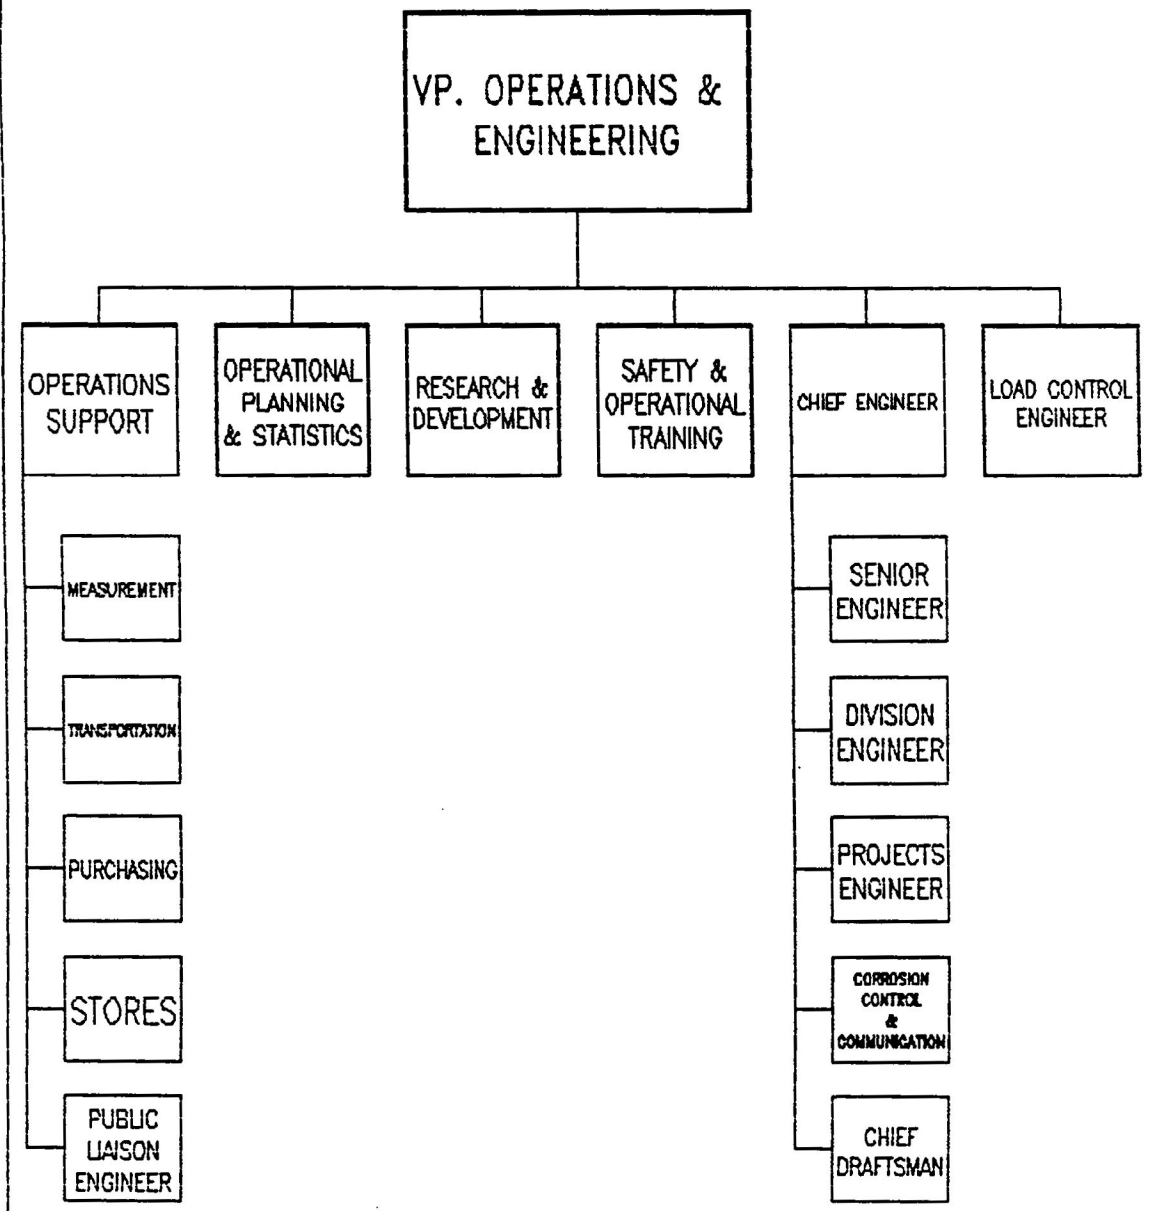 VP. OPERATIONS &
ENGINEERING
OPERATIONS
SUPPORT
OPERATIONAL
PLANNING
& STATISTICS
RESEARCH &
DEVELOPMENT
SAFETY &
OPERATIONAL
TRAINING
CHIEF ENGINEER
LOAD CONTROL
ENGINEER
MEASUREMENT
TRANSPORTATION
PURCHASING
STORES
PUBLIC
LIAISON
ENGINEER
SENIOR
ENGINEER
DIVISION
ENGINEER
PROJECTS
ENGINEER
CORROSION
CONTROL
&
COMMUNICATION
CHIEF
DRAFTSMAN